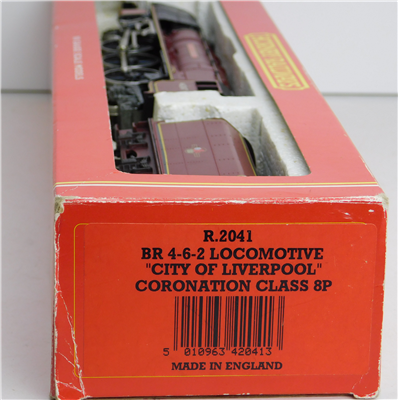 R.2041
BR 4-6-2 LOCOMOTIVE
"CITY OF LIVERPOOL"
CORONATION CLASS 8P
5 010963 420413
MADE IN ENGLAND